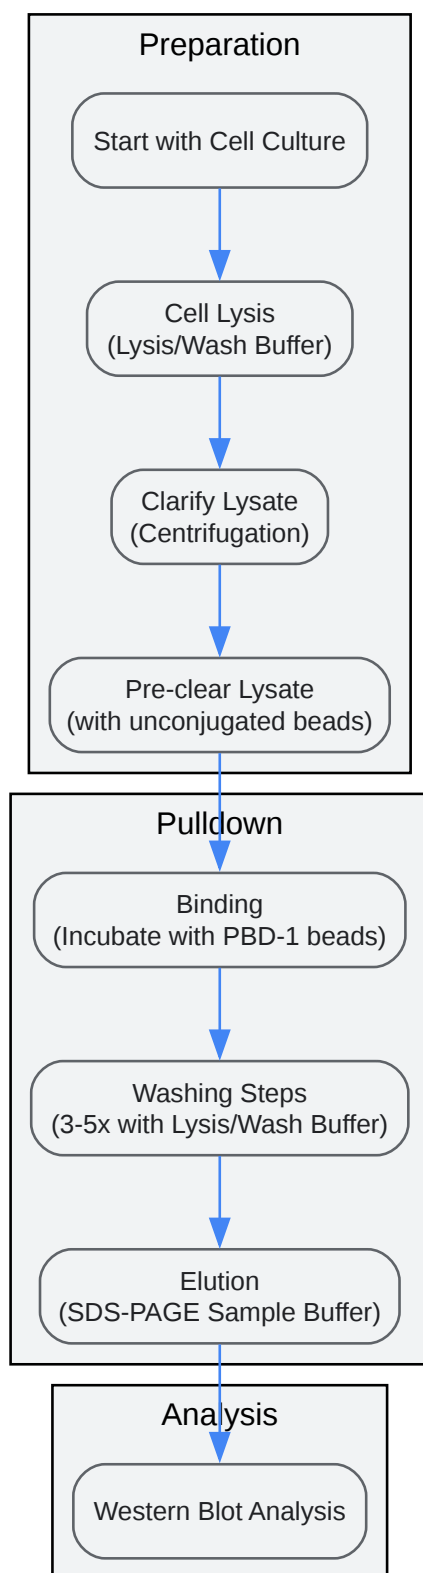 Preparation
Start with Cell Culture
Cell Lysis
(Lysis/Wash Buffer)
Clarify Lysate
(Centrifugation)
Pre-clear Lysate
(with unconjugated beads)
Pulldown
Binding
(Incubate with PBD-1 beads)
Washing Steps
(3-5x with Lysis/Wash Buffer)
Elution
(SDS-PAGE Sample Buffer)
Analysis
Western Blot Analysis